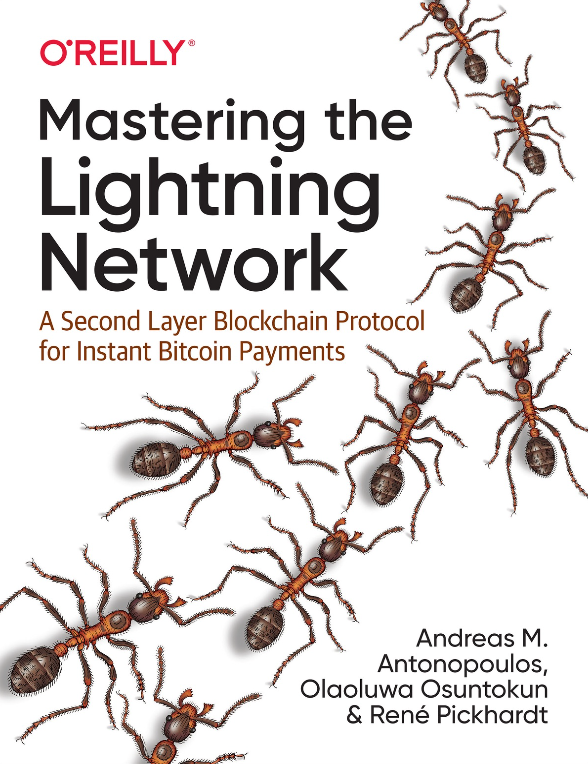 O'REILLY®
Mastering the
Lightning
Network
A Second Layer Blockchain Protocol
for Instant Bitcoin Payments
Andreas M.
Antonopoulos,
Olaoluwa Osuntokun
& René Pickhardt